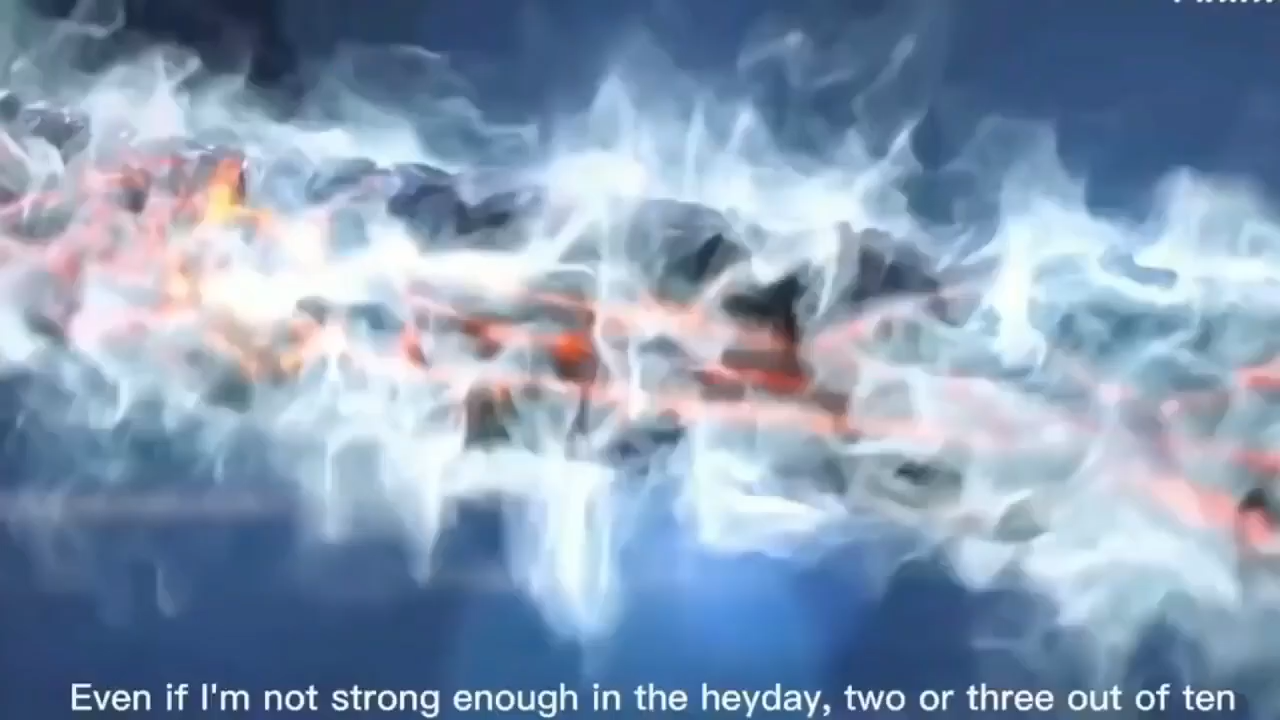 Even if I'm not strong enough in the heyday, two or three out of ten